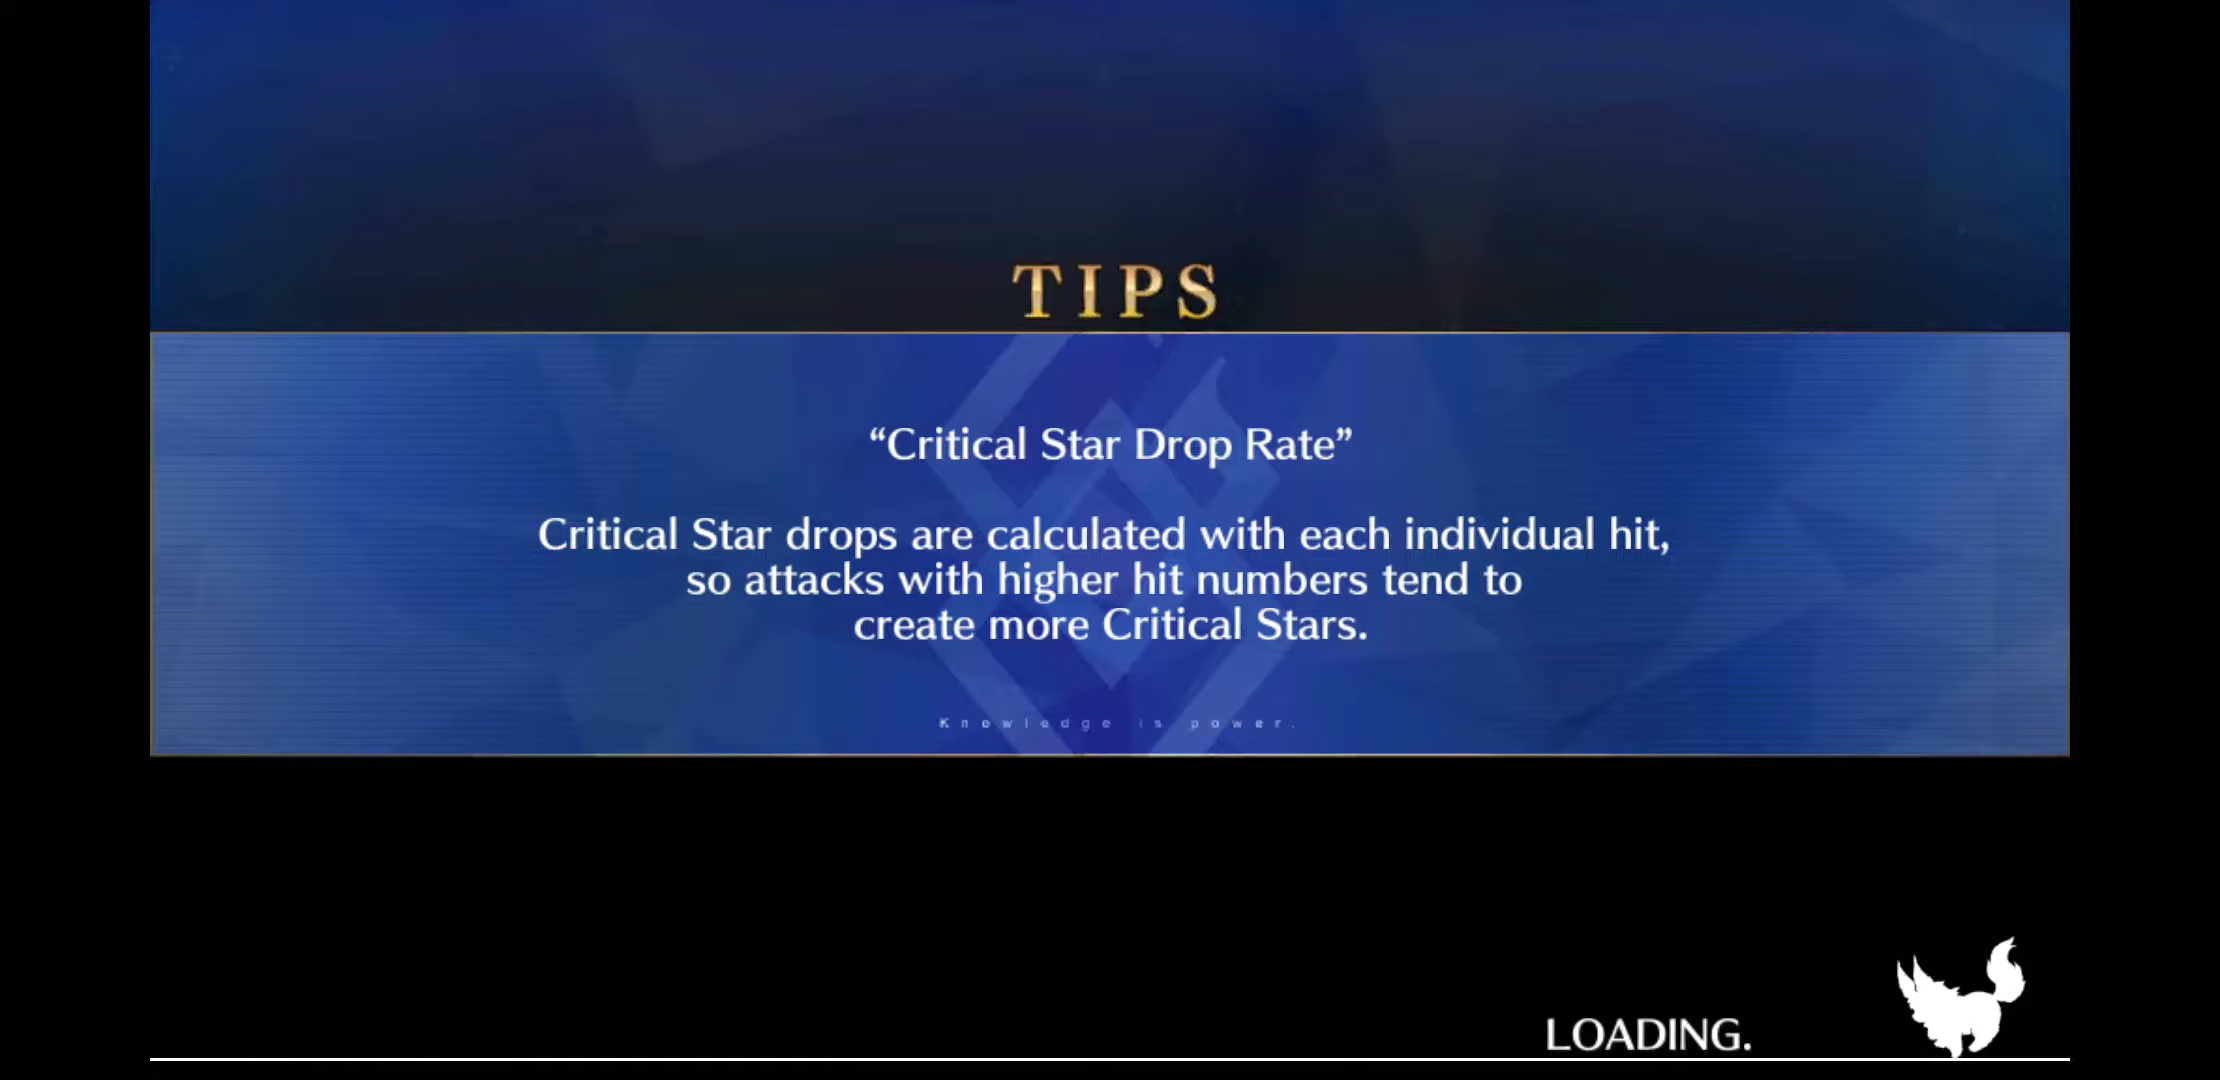 TIPS
“Critical Star Drop Rate”
Critical Star drops are calculated with each individual hit,
so attacks with higher hit numbers tend to
create more Critical Stars.
Knowledge is power.
LOADING.